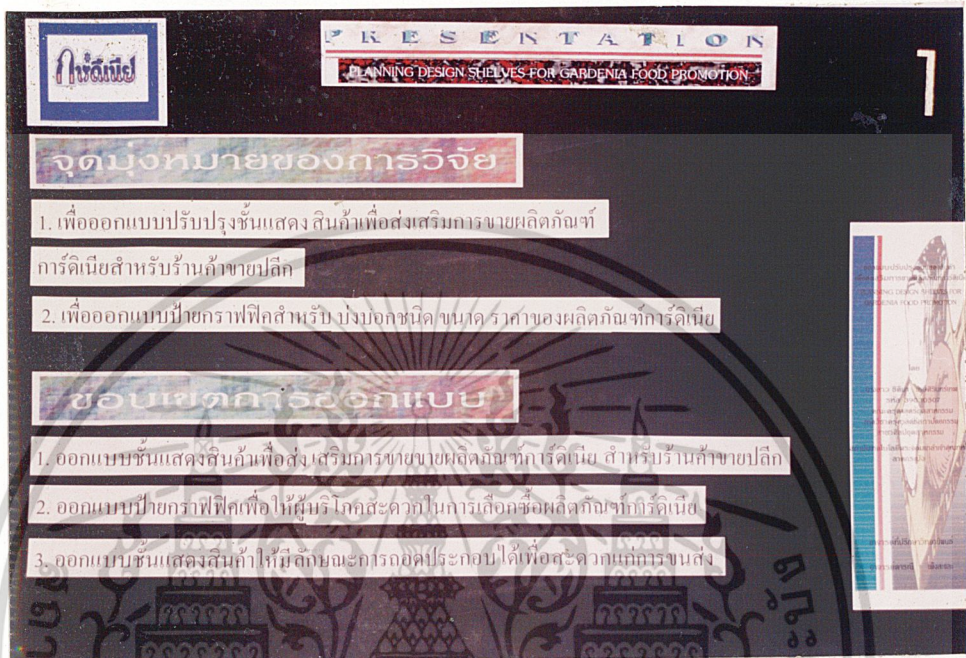 การ์ดิเนีย
PRESENTATION
PLANNING DESIGN SHELVES FOR GARDENIA FOOD PROMOTION
1
จุดมุ่งหมายของการวิจัย
1. เพื่อออกแบบปรับปรุงชั้นแสดง สินค้าเพื่อส่งเสริมการขายผลิตภัณฑ์
การ์ดิเนียสำหรับร้านค้าขายปลีก
2. เพื่อออกแบบป้ายกราฟฟิคสำหรับ บ่งบอกชนิด ขนาด ราคาของผลิตภัณฑ์การ์ดิเนีย
ขอบเขตการออกแบบ
1. ออกแบบชั้นแสดงสินค้าเพื่อส่ง เสริมการขายขายผลิตภัณฑ์การ์ดิเนีย สำหรับร้านค้าขายปลีก
2. ออกแบบป้ายกราฟฟิคเพื่อให้ผู้บริโภคสะดวกในการเลือกซื้อผลิตภัณฑ์การ์ดิเนีย
3. ออกแบบชั้นแสดงสินค้าให้มีลักษณะการถอดประกอบได้เพื่อสะดวกแก่การขนส่ง
PLANNING DESIGN SHELVES FOR
GARDENIA FOOD PROMOTION
โดย